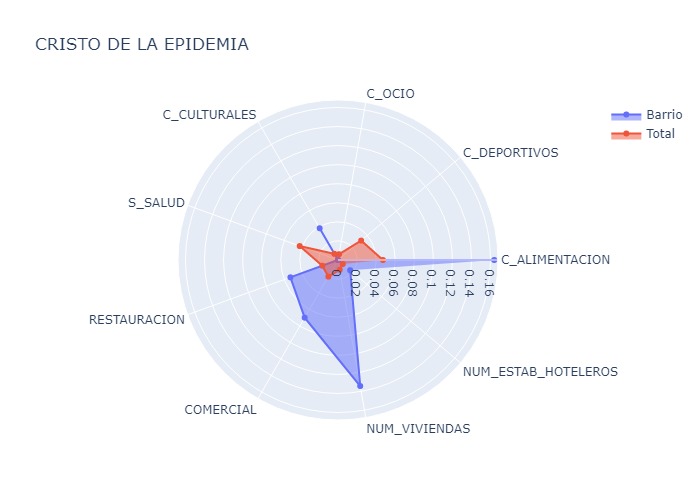 CRISTO DE LA EPIDEMIA
C_OCIO
C_CULTURALES
Barrio
Total
C_DEPORTIVOS
S_SALUD
C_ALIMENTACION
0
0.02
0.04
0.06
0.08
0.1
0.12
0.14
0.16
RESTAURACION
NUM_ESTAB_HOTELEROS
COMERCIAL
NUM_VIVIENDAS